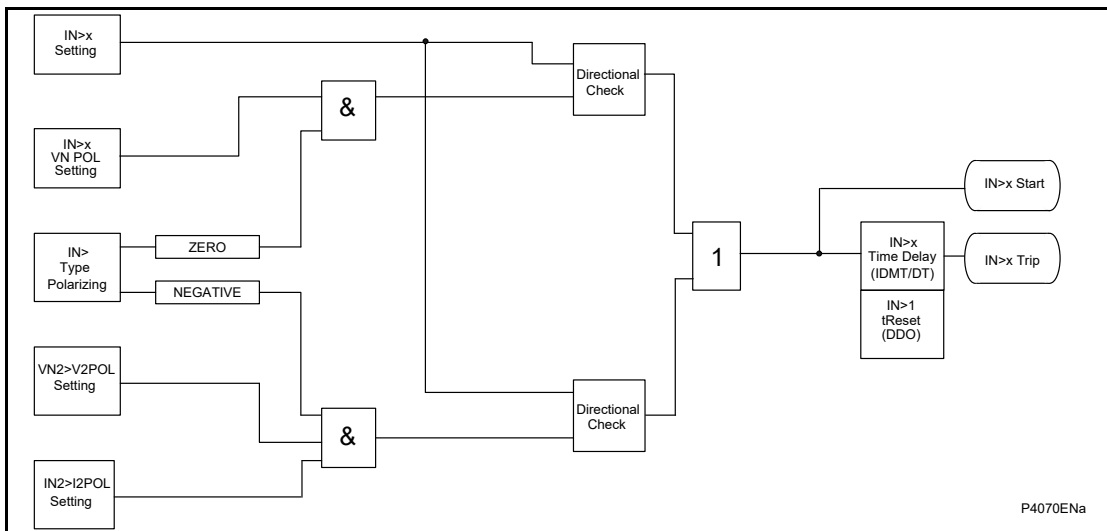 IN>x
Setting
IN>x
VN POL
Setting
IN>
Type
Polarizing
ZERO
NEGATIVE
VN2>V2POL
Setting
IN2>I2POL
Setting
&
&
Directional
Check
Directional
Check
1
IN>x Start
IN>x
Time Delay
(IDMT/DT)
IN>x Trip
IN>1
tReset
(DDO)
P4070ENa